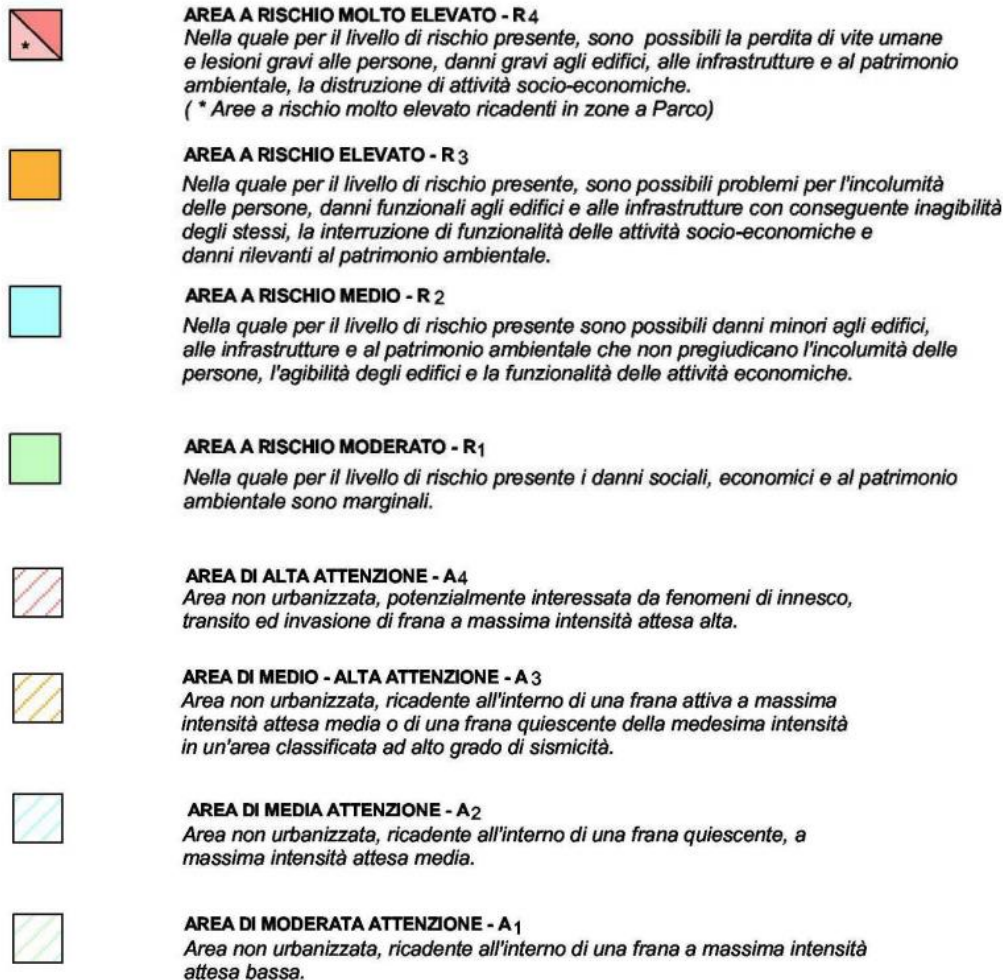 AREA A RISCHIO MOLTO ELEVATO - R4
Nella quale per il livello di rischio presente, sono possibili la perdita di vite umane
e lesioni gravi alle persone, danni gravi agli edifici, alle infrastrutture e al patrimonio
ambientale, la distruzione di attività socio-economiche.
( * Aree a rischio molto elevato ricadenti in zone a Parco)
*
AREA A RISCHIO ELEVATO - R 3
Nella quale per il livello di rischio presente, sono possibili problemi per l'incolumità
delle persone, danni funzionali agli edifici e alle infrastrutture con conseguente inagibilità
degli stessi, la interruzione di funzionalità delle attività socio-economiche e
danni rilevanti al patrimonio ambientale.
AREA A RISCHIO MEDIO - R 2
Nella quale per il livello di rischio presente sono possibili danni minori agli edifici,
alle infrastrutture e al patrimonio ambientale che non pregiudicano l'incolumità delle
persone, l'agibilità degli edifici e la funzionalità delle attività economiche.
AREA A RISCHIO MODERATO - R1
Nella quale per il livello di rischio presente i danni sociali, economici e al patrimonio
ambientale sono marginali.
AREA DI ALTA ATTENZIONE - A4
Area non urbanizzata, potenzialmente interessata da fenomeni di innesco,
transito ed invasione di frana a massima intensità attesa alta.
AREA DI MEDIO - ALTA ATTENZIONE - A 3
Area non urbanizzata, ricadente all'interno di una frana attiva a massima
intensità attesa media o di una frana quiescente della medesima intensità
in un'area classificata ad alto grado di sismicità.
AREA DI MEDIA ATTENZIONE - A2
Area non urbanizzata, ricadente all'interno di una frana quiescente, a
massima intensità attesa media.
AREA DI MODERATA ATTENZIONE - A1
Area non urbanizzata, ricadente all'interno di una frana a massima intensità
attesa bassa.